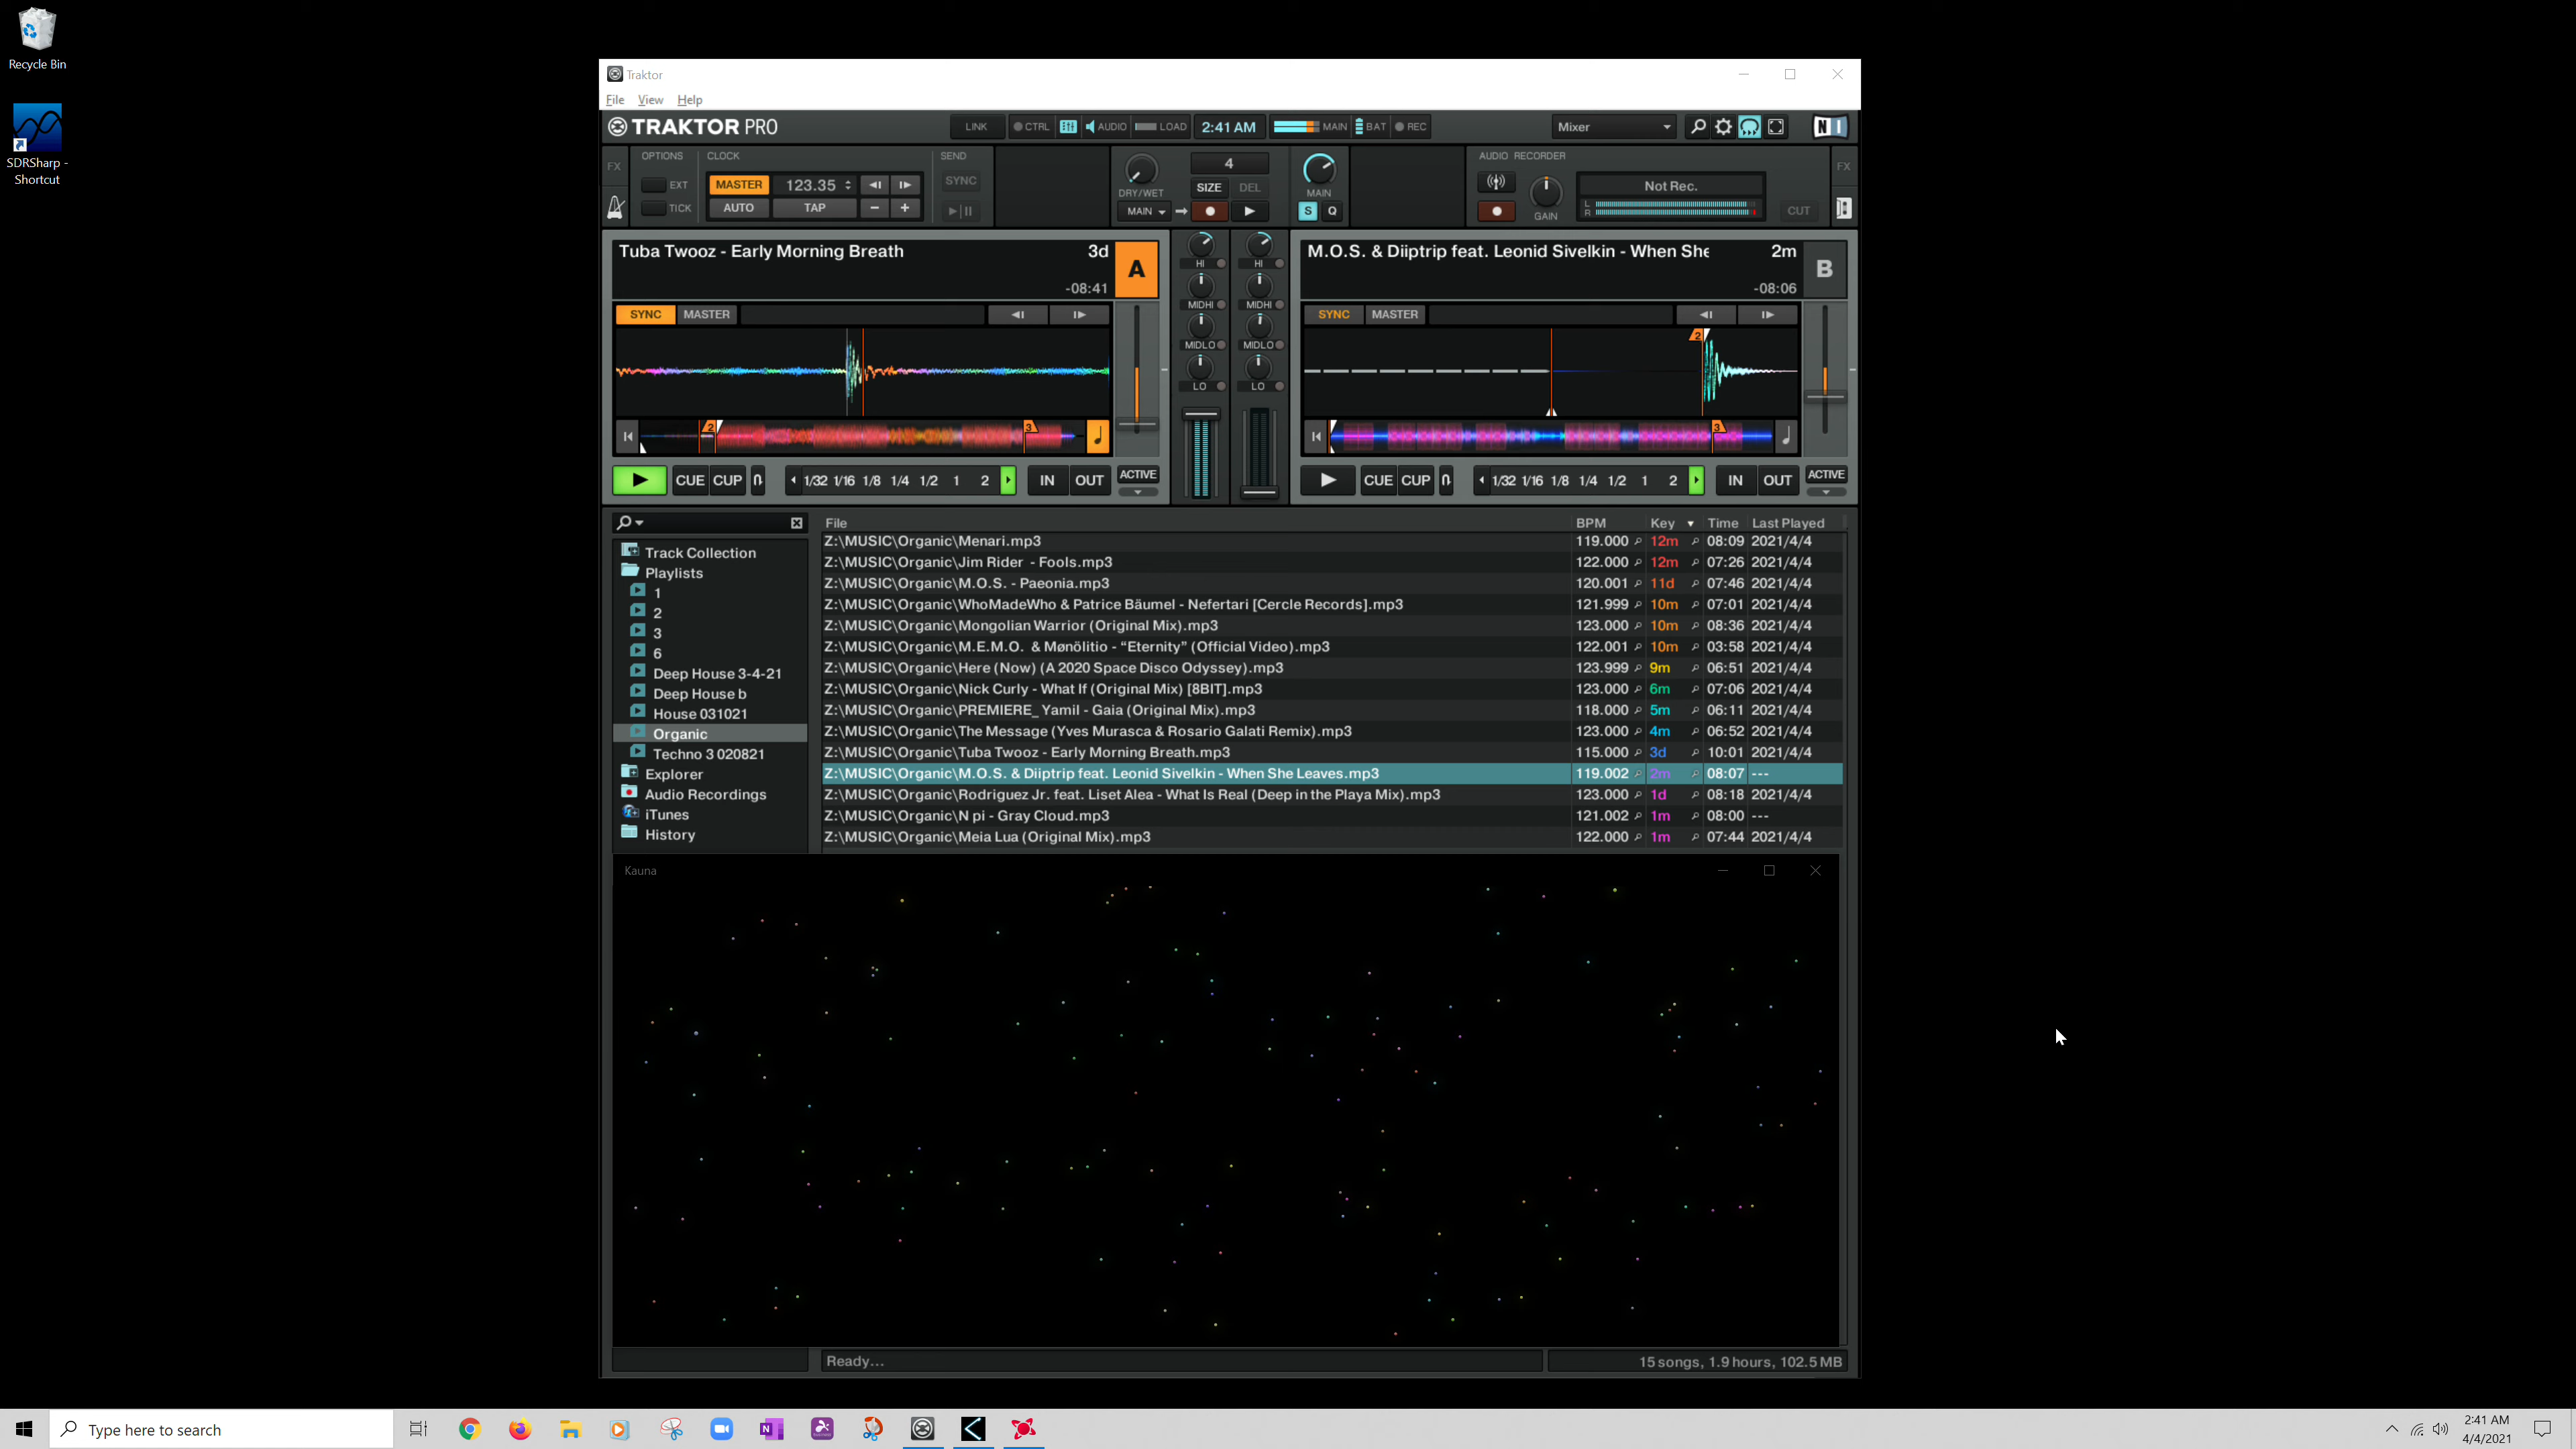 Recycle Bin
SDRSharp -
Shortcut
Traktor
File View Help
TRAKTOR PRO
LINK CTRL AUDIO LOAD 2:41 AM MAIN BAT REC Mixer NI
FX OPTIONS CLOCK SEND
EXT MASTER 123.35 SYNC
TICK AUTO TAP − +
DRY/WET 4 SIZE DEL MAIN
MAIN S Q
AUDIO RECORDER FX
Not Rec.
L
R
GAIN CUT
Tuba Twooz - Early Morning Breath 3d A
-08:41
SYNC MASTER
2 3
CUE CUP 1/32 1/16 1/8 1/4 1/2 1 2 IN OUT ACTIVE
HI HI
MIDHI MIDHI
MIDLO MIDLO
LO LO
M.O.S. & Diiptrip feat. Leonid Sivelkin - When She 2m B
-08:06
SYNC MASTER
2
3
CUE CUP 1/32 1/16 1/8 1/4 1/2 1 2 IN OUT ACTIVE
Track Collection
Playlists
1
2
3
6
Deep House 3-4-21
Deep House b
House 031021
Organic
Techno 3 020821
Explorer
Audio Recordings
iTunes
History
File BPM Key Time Last Played
Z:\MUSIC\Organic\Menari.mp3 119.000 12m 08:09 2021/4/4
Z:\MUSIC\Organic\Jim Rider - Fools.mp3 122.000 12m 07:26 2021/4/4
Z:\MUSIC\Organic\M.O.S. - Paeonia.mp3 120.001 11d 07:46 2021/4/4
Z:\MUSIC\Organic\WhoMadeWho & Patrice Bäumel - Nefertari [Cercle Records].mp3 121.999 10m 07:01 2021/4/4
Z:\MUSIC\Organic\Mongolian Warrior (Original Mix).mp3 123.000 10m 08:36 2021/4/4
Z:\MUSIC\Organic\M.E.M.O. & Mønölitio - “Eternity” (Official Video).mp3 122.001 10m 03:58 2021/4/4
Z:\MUSIC\Organic\Here (Now) (A 2020 Space Disco Odyssey).mp3 123.999 9m 06:51 2021/4/4
Z:\MUSIC\Organic\Nick Curly - What If (Original Mix) [8BIT].mp3 123.000 6m 07:06 2021/4/4
Z:\MUSIC\Organic\PREMIERE_ Yamil - Gaia (Original Mix).mp3 118.000 5m 06:11 2021/4/4
Z:\MUSIC\Organic\The Message (Yves Murasca & Rosario Galati Remix).mp3 123.000 4m 06:52 2021/4/4
Z:\MUSIC\Organic\Tuba Twooz - Early Morning Breath.mp3 115.000 3d 10:01 2021/4/4
Z:\MUSIC\Organic\M.O.S. & Diiptrip feat. Leonid Sivelkin - When She Leaves.mp3 119.002 2m 08:07 ---
Z:\MUSIC\Organic\Rodriguez Jr. feat. Liset Alea - What Is Real (Deep in the Playa Mix).mp3 123.000 1d 08:18 2021/4/4
Z:\MUSIC\Organic\N pi - Gray Cloud.mp3 121.002 1m 08:00 ---
Z:\MUSIC\Organic\Meia Lua (Original Mix).mp3 122.000 1m 07:44 2021/4/4
Kauna
Ready... 15 songs, 1.9 hours, 102.5 MB
Type here to search
N
2:41 AM
4/4/2021